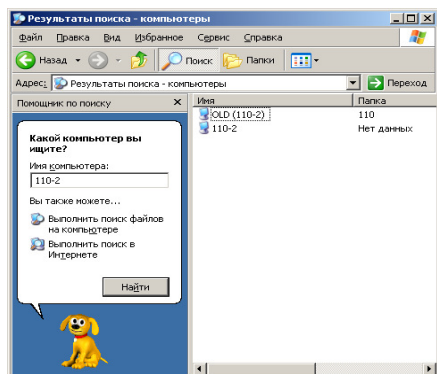 Результаты поиска - компьютеры
Файл Правка Вид Избранное Сервис Справка
Назад Поиск Папки
Адрес: Результаты поиска - компьютеры Переход
Помощник по поиску
Имя Папка
OLD (110-2) 110
110-2 Нет данных
Какой компьютер вы
ищите?
Имя компьютера:
110-2
Вы также можете...
Выполнить поиск файлов
на компьютере
Выполнить поиск в
Интернете
Найти